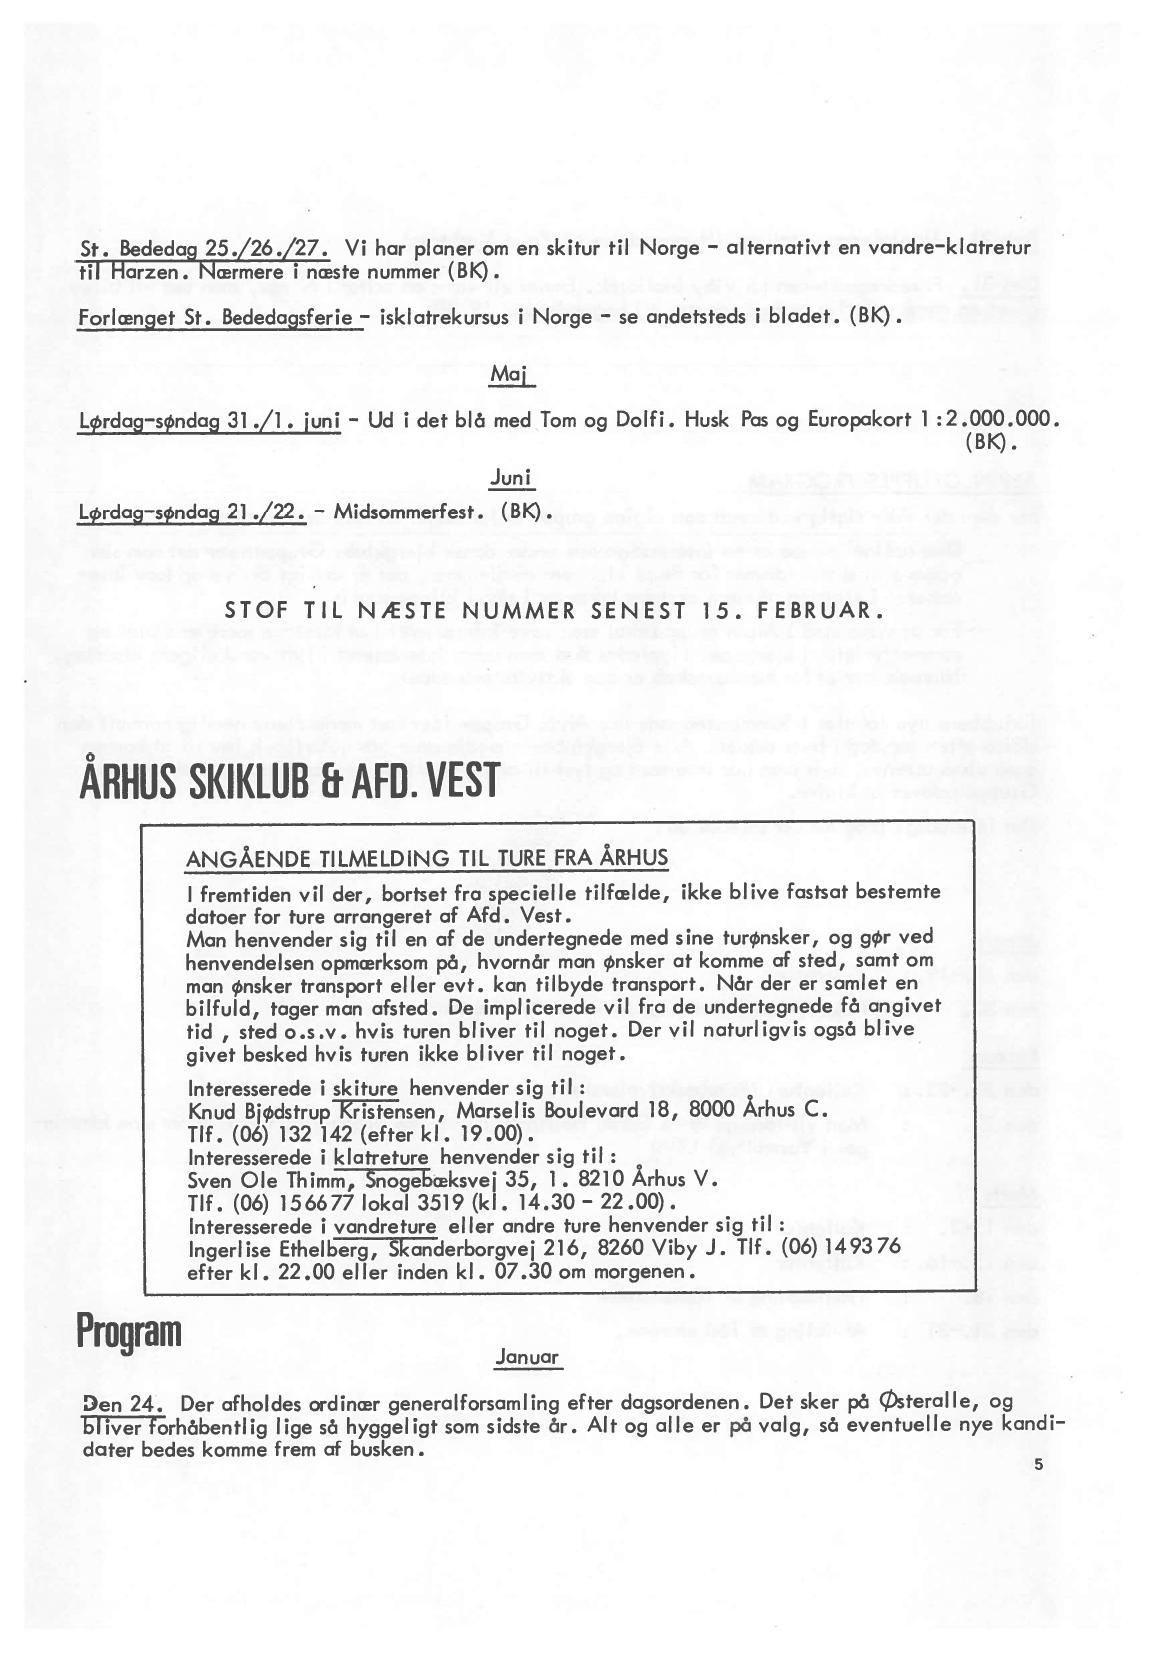 St. Bededag 25./26./27. Vi har planer om en skitur til Norge - alternativt en vandre-klatretur
til Harzen. Nærmere i næste nummer (BK).
Forlænget St. Bededagsferie - isklatrekursus i Norge - se andetsteds i bladet. (BK).
Maj
Lørdag-søndag 31./1. juni - Ud i det blå med Tom og Dolfi. Husk Pas og Europakort 1:2.000.000.
(BK).
Juni
Lørdag-søndag 21./22. - Midsommerfest. (BK).
STOF TIL NÆSTE NUMMER SENEST 15. FEBRUAR.
ÅRHUS SKIKLUB & AFD. VEST
ANGÅENDE TILMELDING TIL TURE FRA ÅRHUS
I fremtiden vil der, bortset fra specielle tilfælde, ikke blive fastsat bestemte
datoer for ture arrangeret af Afd. Vest.
Man henvender sig til en af de undertegnede med sine turønsker, og gør ved
henvendelsen opmærksom på, hvornår man ønsker at komme af sted, samt om
man ønsker transport eller evt. kan tilbyde transport. Når der er samlet en
bilfuld, tager man afsted. De implicerede vil fra de undertegnede få angivet
tid , sted o.s.v. hvis turen bliver til noget. Der vil naturligvis også blive
givet besked hvis turen ikke bliver til noget.
Interesserede i skiture henvender sig til:
Knud Bjødstrup Kristensen, Marselis Boulevard 18, 8000 Århus C.
Tlf. (06) 132 142 (efter kl. 19.00).
Interesserede i klatreture henvender sig til:
Sven Ole Thimm, Snogebæksvej 35, 1. 8210 Århus V.
Tlf. (06) 156677 lokal 3519 (kl. 14.30 - 22.00).
Interesserede i vandreture eller andre ture henvender sig til:
Ingerlise Ethelberg, Skanderborgvej 216, 8260 Viby J. Tlf. (06) 149376
efter kl. 22.00 eller inden kl. 07.30 om morgenen.
Program
Januar
Den 24. Der afholdes ordinær generalforsamling efter dagsordenen. Det sker på Østeralle, og
bliver forhåbentlig lige så hyggeligt som sidste år. Alt og alle er på valg, så eventuelle nye kandi-
dater bedes komme frem af busken.
5